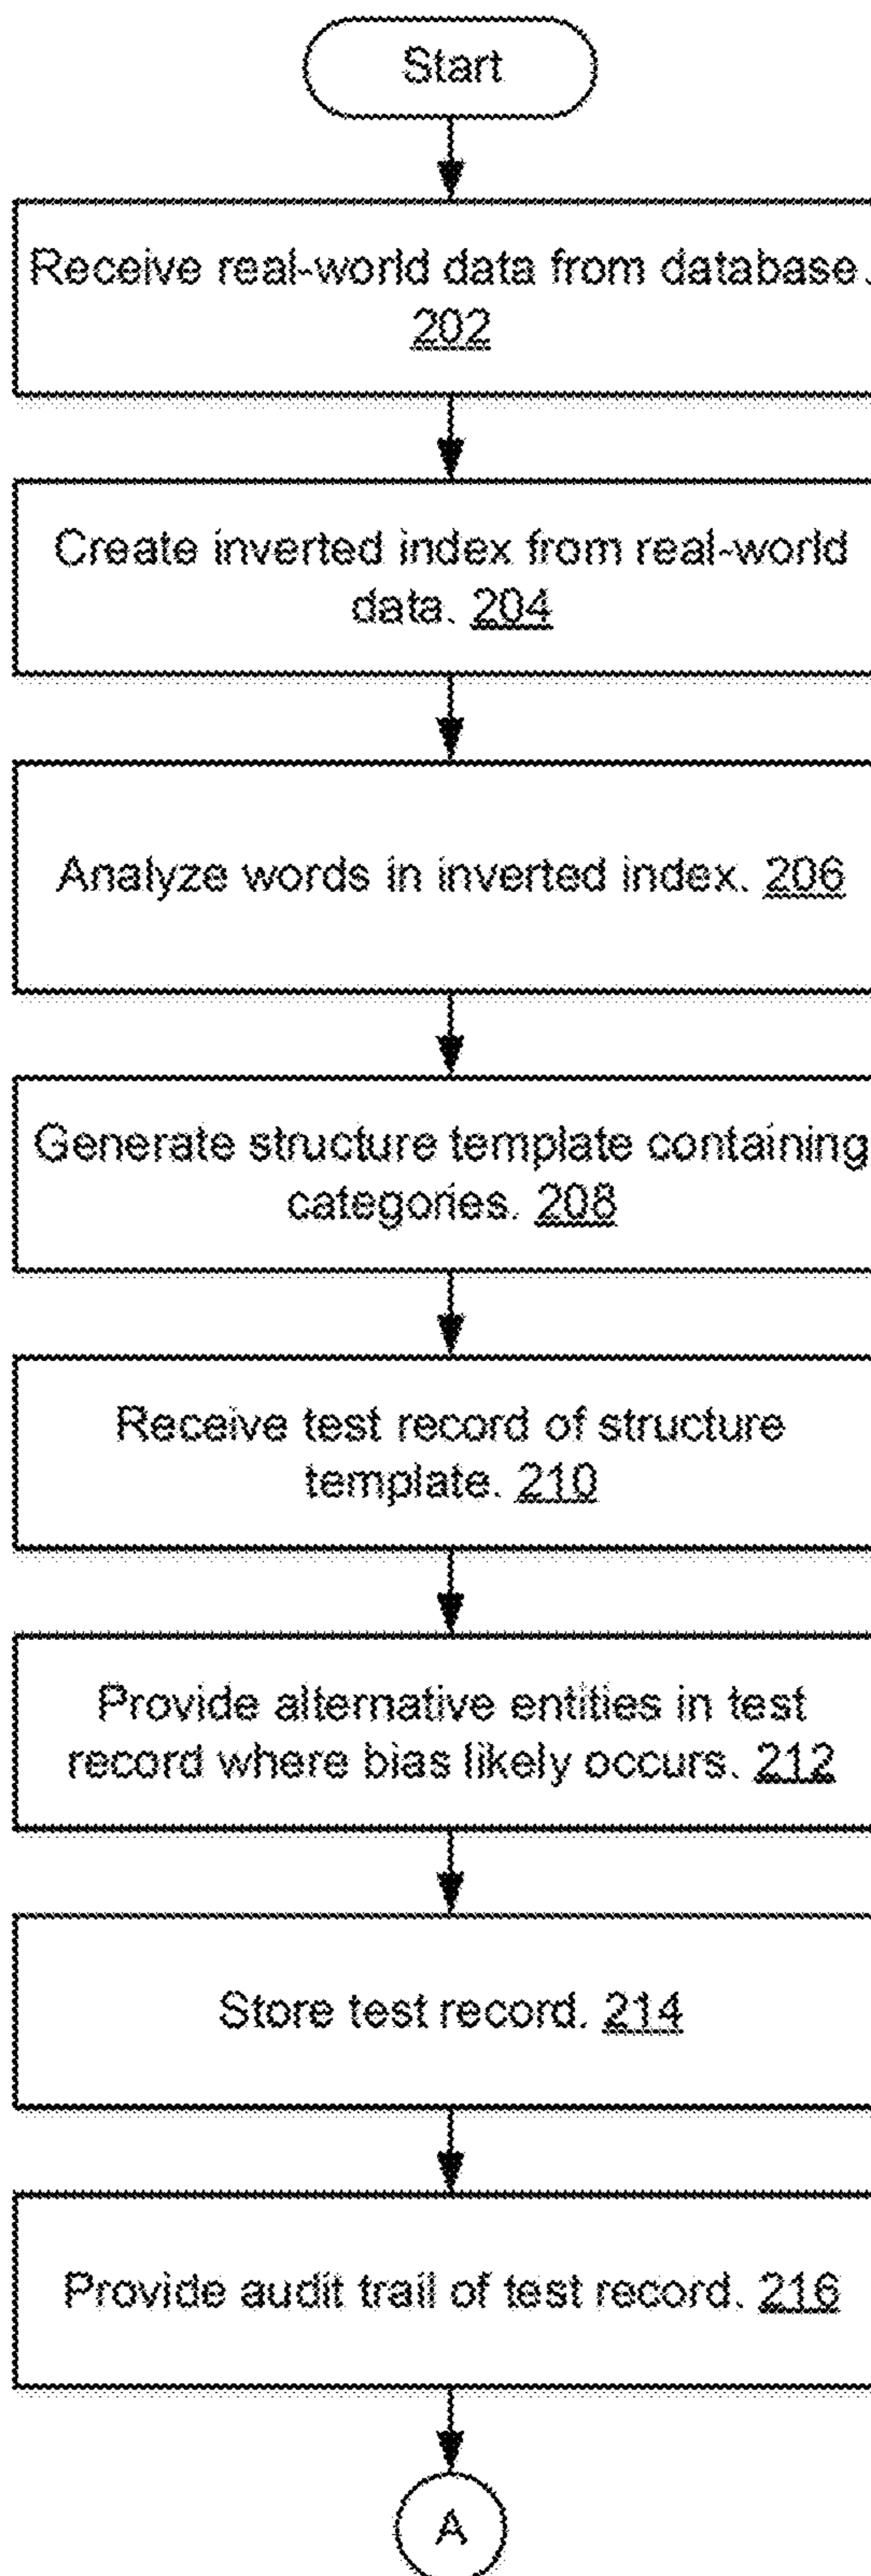 Start
Receive real-world data from database.
202
Create inverted index from real-world
data. 204
Analyze words in inverted index. 206
Generate structure template containing
categories. 208
Receive test record of structure
template. 210
Provide alternative entities in test
record where bias likely occurs. 212
Store test record. 214
Provide audit trail of test record. 216
A